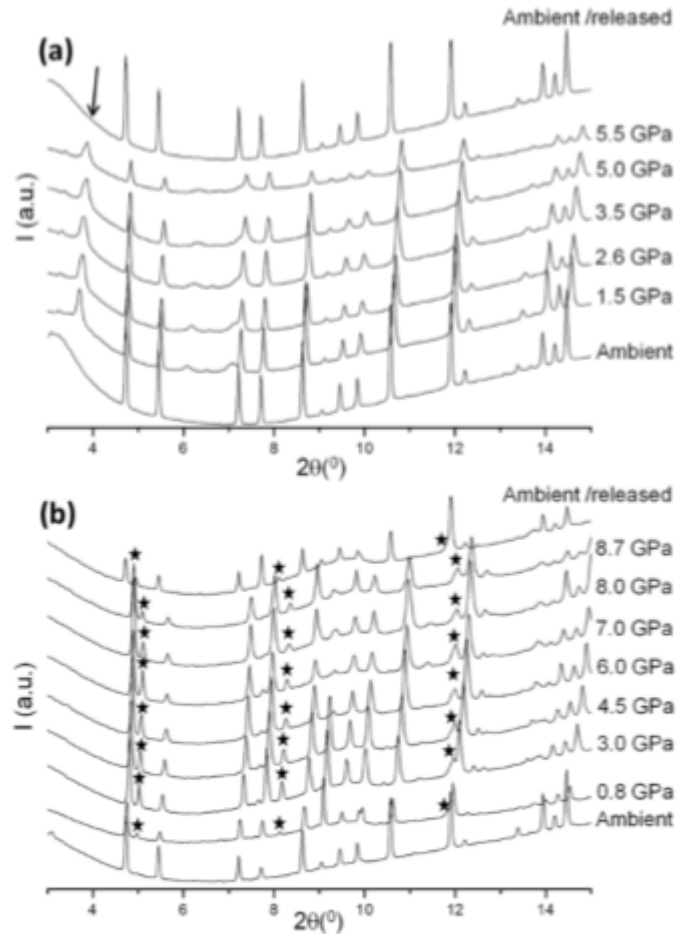 Ambient /released
(a)
5.5 GPa
5.0 GPa
3.5 GPa
2.6 GPa
1.5 GPa
Ambient
I (a.u.)
4 6 8 10 12 14
2θ(⁰)
Ambient /released
(b)
8.7 GPa
8.0 GPa
7.0 GPa
6.0 GPa
4.5 GPa
3.0 GPa
0.8 GPa
Ambient
I (a.u.)
4 6 8 10 12 14
2θ(⁰)